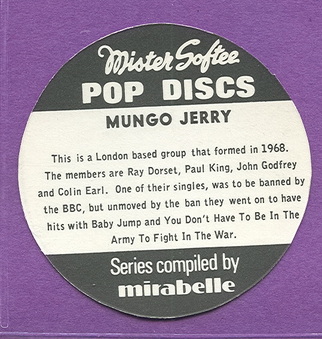 Mister Softee
POP DISCS
MUNGO JERRY
This is a London based group that formed in 1968.
The members are Ray Dorset, Paul King, John Godfrey
and Colin Earl. One of their singles, was to be banned by
the BBC, but unmoved by the ban they went on to have
hits with Baby Jump and You Don't Have To Be In The
Army To Fight In The War.
Series compiled by
mirabelle